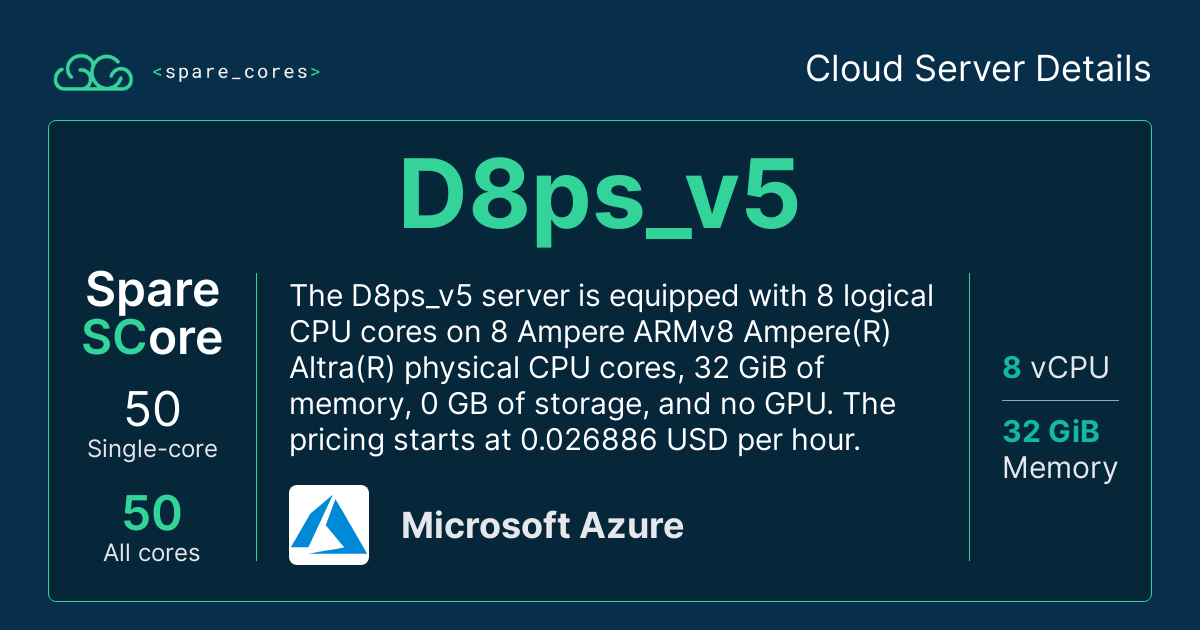 <spare_cores>
Cloud Server Details
D8ps_v5
Spare
SCore
50
Single-core
50
All cores
The D8ps_v5 server is equipped with 8 logical
CPU cores on 8 Ampere ARMv8 Ampere(R)
Altra(R) physical CPU cores, 32 GiB of
memory, 0 GB of storage, and no GPU. The
pricing starts at 0.026886 USD per hour.
Microsoft Azure
8 vCPU
32 GiB
Memory